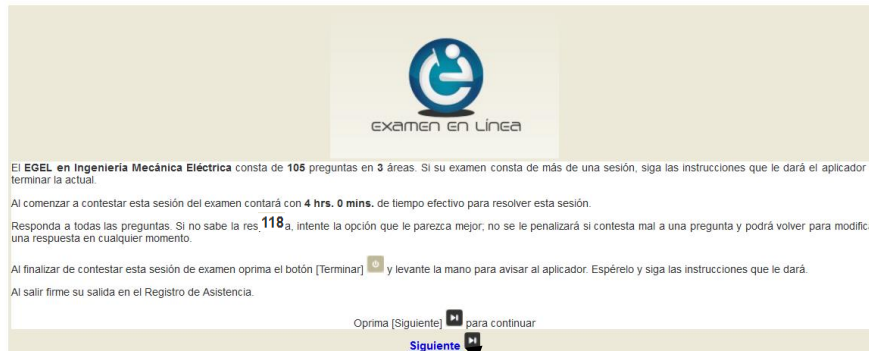 examen en línea
El EGEL en Ingeniería Mecánica Eléctrica consta de 105 preguntas en 3 áreas. Si su examen consta de más de una sesión, siga las instrucciones que le dará el aplicador
terminar la actual.
Al comenzar a contestar esta sesión del examen contará con 4 hrs. 0 mins. de tiempo efectivo para resolver esta sesión.
Responda a todas las preguntas. Si no sabe la res 118 a, intente la opción que le parezca mejor; no se le penalizará si contesta mal a una pregunta y podrá volver para modific
una respuesta en cualquier momento.
Al finalizar de contestar esta sesión de examen oprima el botón [Terminar] y levante la mano para avisar al aplicador. Espérelo y siga las instrucciones que le dará.
Al salir firme su salida en el Registro de Asistencia.
Oprima [Siguiente] para continuar
Siguiente